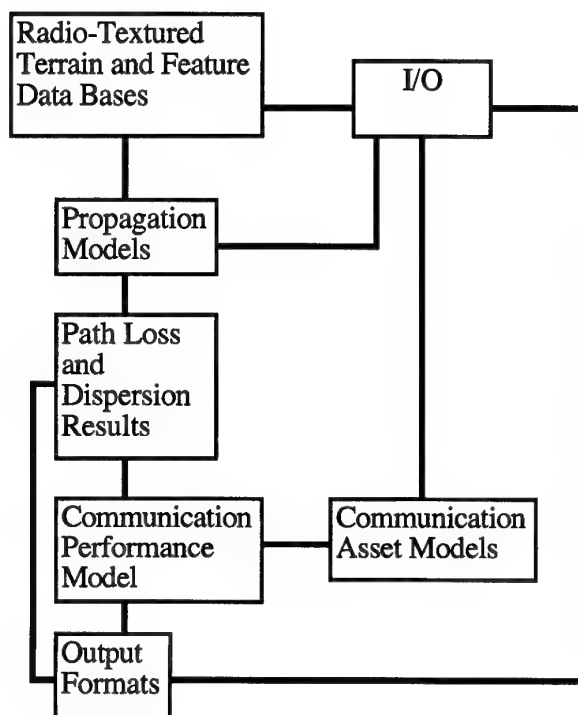 Radio-Textured
Terrain and Feature
Data Bases
I/O
Propagation
Models
Path Loss
and
Dispersion
Results
Communication
Performance
Model
Communication
Asset Models
Output
Formats